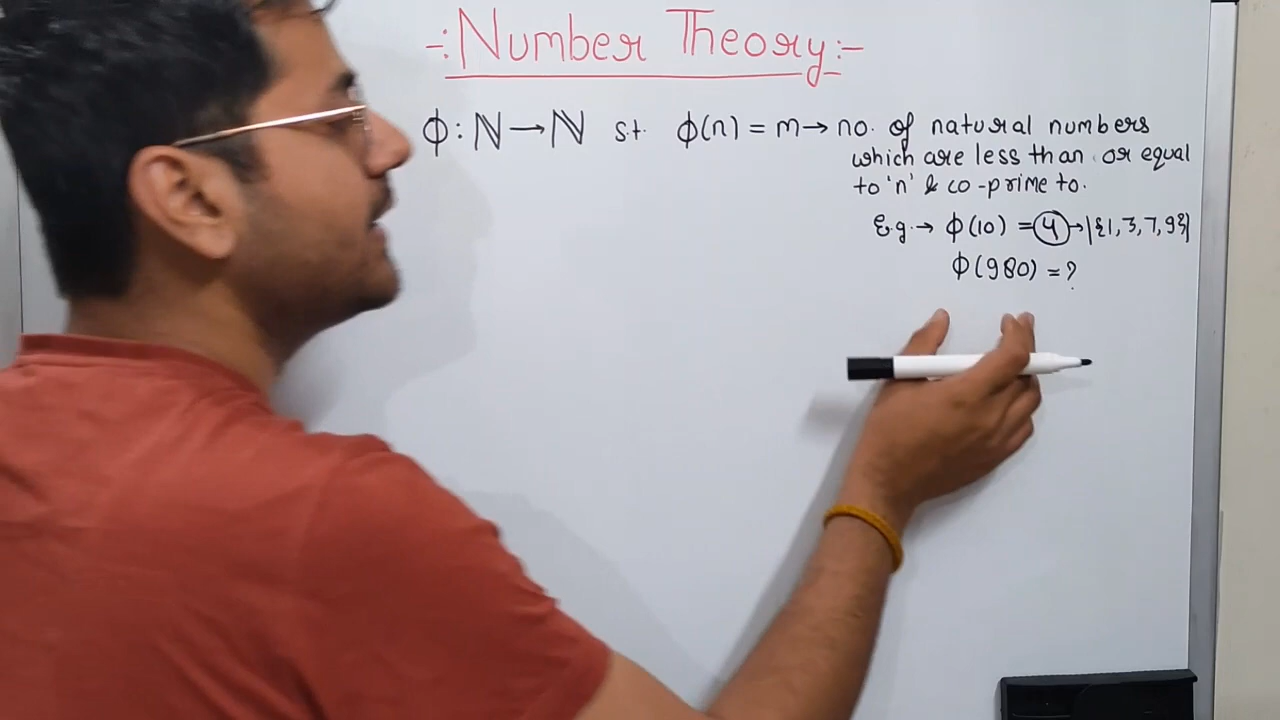 -: Number Theory :-
ϕ : ℕ → ℕ s.t. ϕ(n) = m → no. of natural numbers
which are less than or equal
to 'n' & co-prime to.
E.g. → ϕ(10) = 4 → |{1, 3, 7, 9}|
ϕ(980) = ?